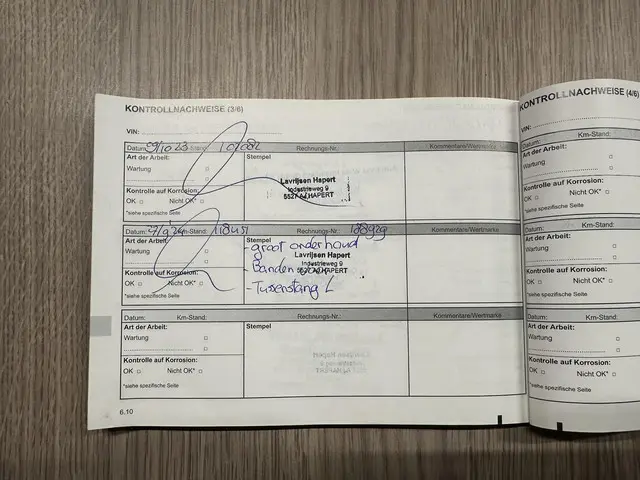 KONTROLLNACHWEISE (3/6)
VIN:
Datum: Stand: Rechnungs-Nr.: Kommentare/Wertmarke
Art der Arbeit:
Wartung
Kontrolle auf Korrosion:
OK Nicht OK*
*siehe spezifische Seite
Stempel
Lavrijsen Hapert
Industrieweg 9
5527 AJ HAPERT
Datum: Km-Stand: 118451 Rechnungs-Nr.: 188929 Kommentare/Wertmarke
Art der Arbeit:
Wartung
Kontrolle auf Korrosion:
OK Nicht OK*
*siehe spezifische Seite
Stempel
- groot onderhoud
Lavrijsen Hapert
Industrieweg 9
- Banden 5527 AJ HAPERT
- Tussenstang L
Datum: Km-Stand: Rechnungs-Nr.: Kommentare/Wertmarke
Art der Arbeit:
Wartung
Kontrolle auf Korrosion:
OK Nicht OK*
*siehe spezifische Seite
Stempel
6.10
KONTROLLNACHWEISE (4/6)
VIN:
Datum: Km-Stand:
Art der Arbeit:
Wartung
Kontrolle auf Korrosion:
OK Nicht OK*
*siehe spezifische Seite
Datum: Km-Stand:
Art der Arbeit:
Wartung
Kontrolle auf Korrosion:
OK Nicht OK*
*siehe spezifische Seite
Datum: Km-Stand:
Art der Arbeit:
Wartung
Kontrolle auf Korrosion:
OK Nicht OK*
*siehe spezifische Seite